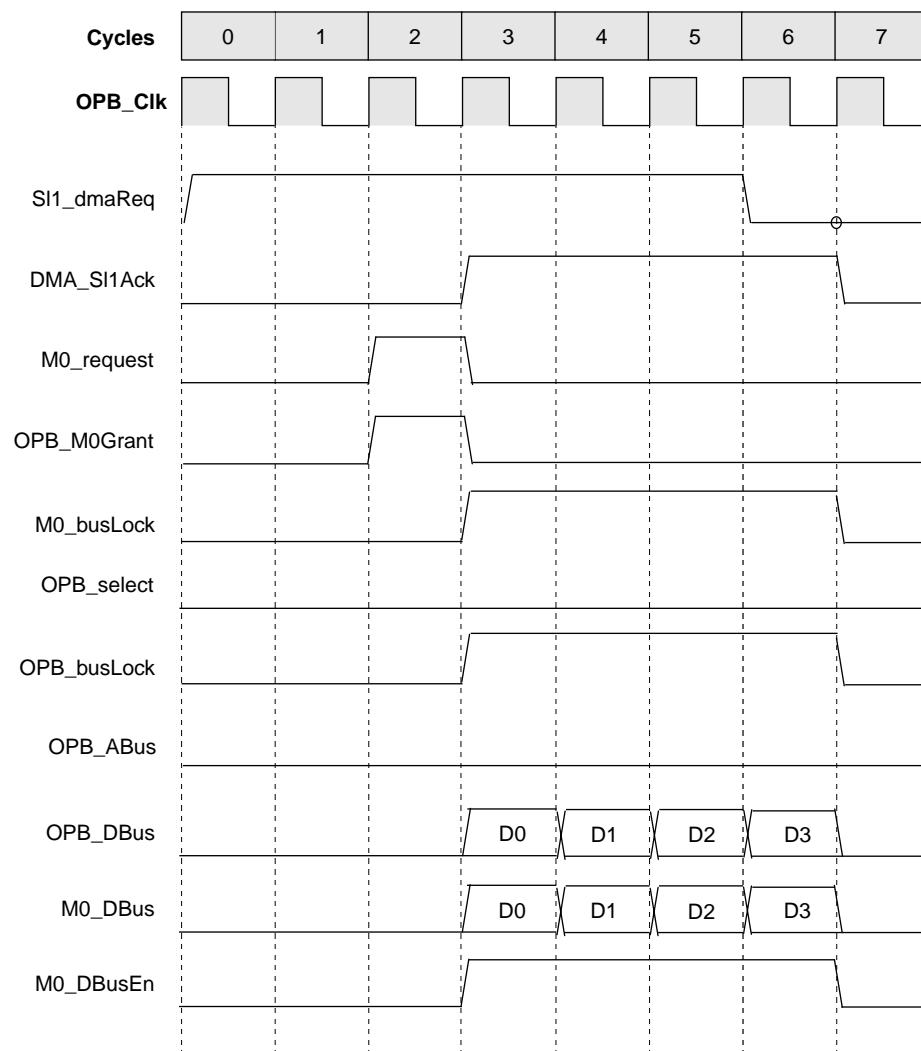 Cycles 0 1 2 3 4 5 6 7
OPB_Clk
Sl1_dmaReq
DMA_Sl1Ack
M0_request
OPB_M0Grant
M0_busLock
OPB_select
OPB_busLock
OPB_ABus
OPB_DBus D0 D1 D2 D3
M0_DBus D0 D1 D2 D3
M0_DBusEn